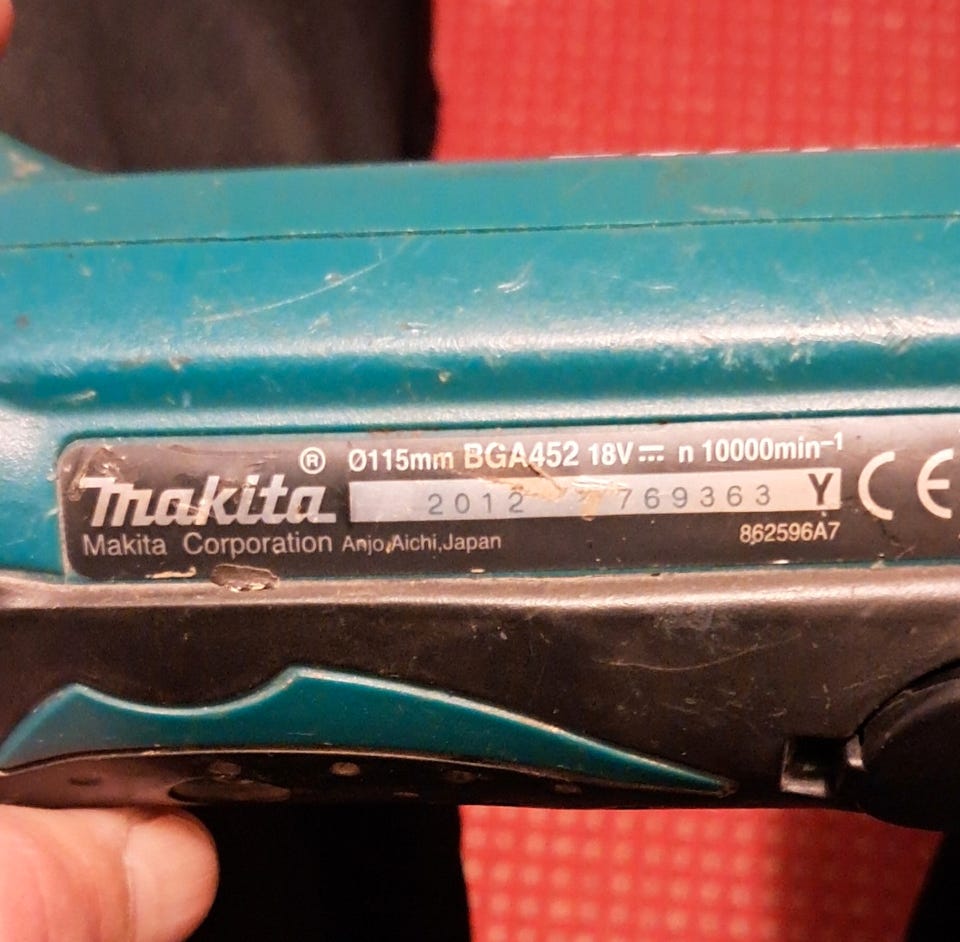 makita® Ø115mm BGA452 18V⎓ n 10000min⁻¹
2012 769363 Y CE
Makita Corporation Anjo,Aichi,Japan 862596A7